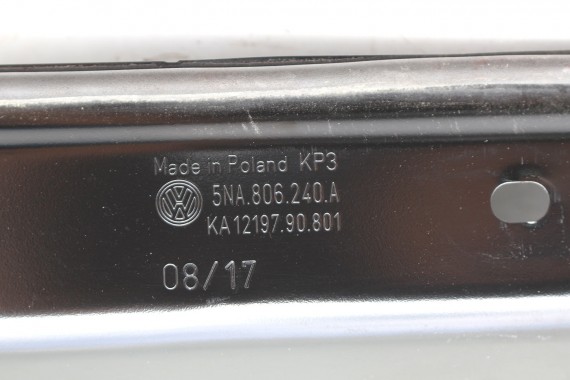 Made in Poland KP3
5NA.806.240.A
KA12197.90.801
08/17